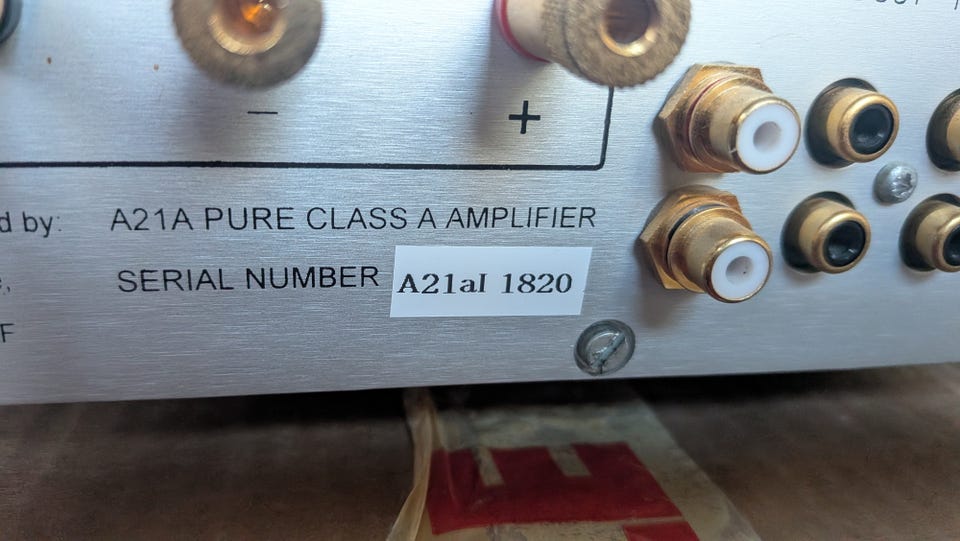 − +
d by: A21A PURE CLASS A AMPLIFIER
SERIAL NUMBER A21aI 1820
F